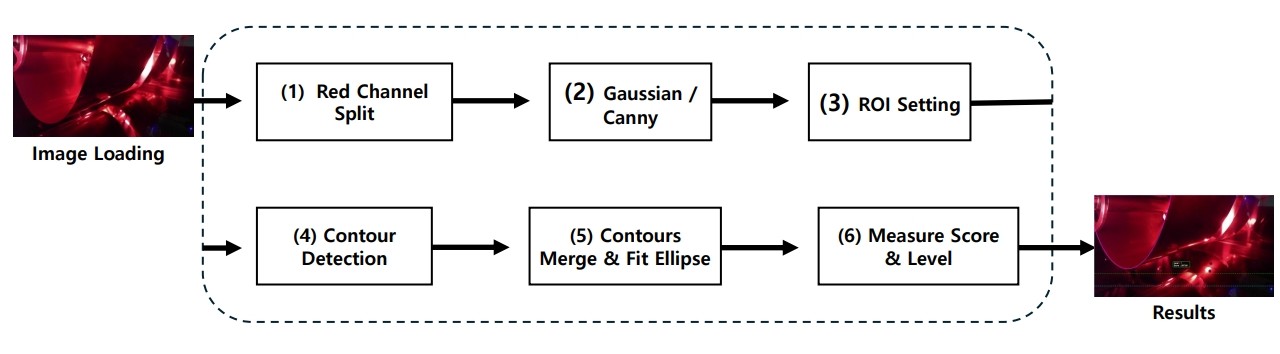 Image Loading
(1) Red Channel
Split
(2) Gaussian /
Canny
(3) ROI Setting
(4) Contour
Detection
(5) Contours
Merge & Fit Ellipse
(6) Measure Score
& Level
Results